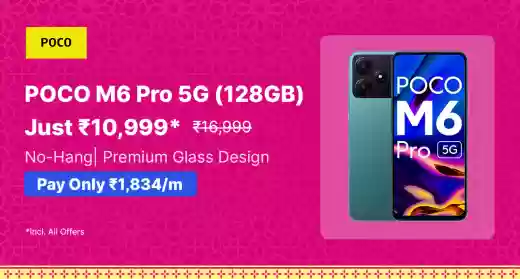 POCO
POCO M6 Pro 5G (128GB)
Just ₹10,999* ₹16,999
No-Hang| Premium Glass Design
Pay Only ₹1,834/m
*Incl. All Offers
POCO
M6
Pro 5G